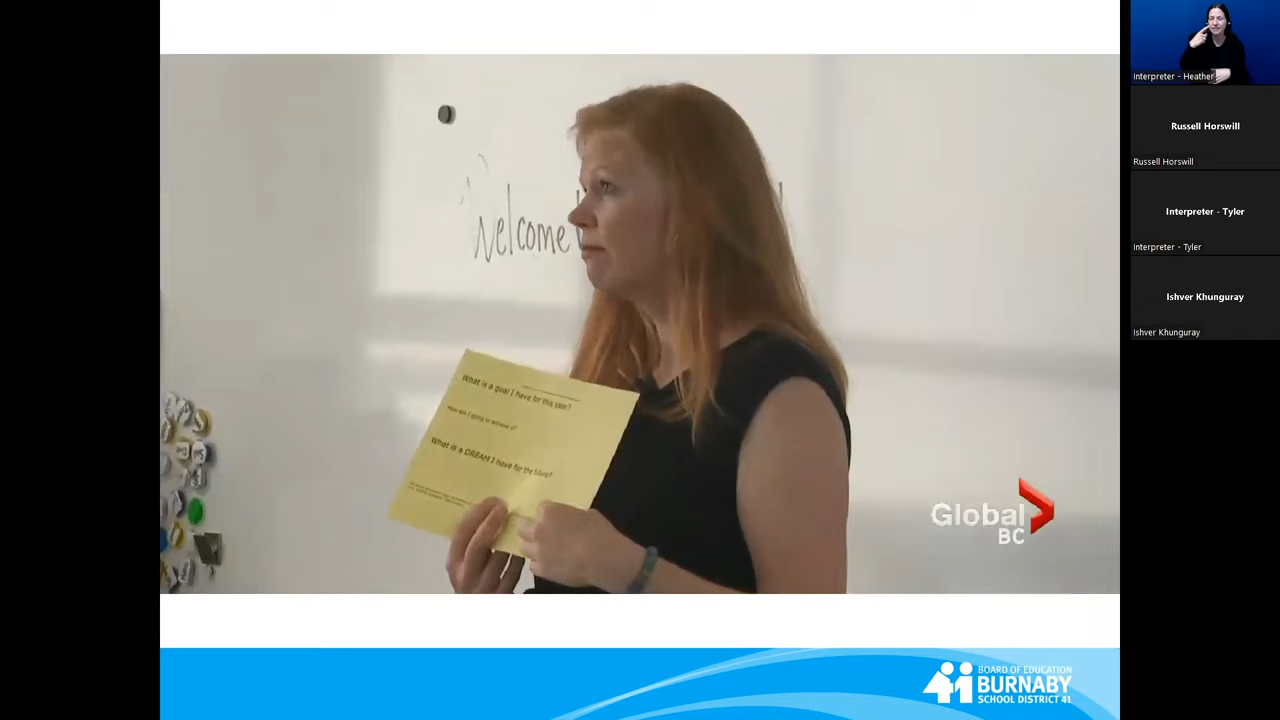 Welcome
What is a goal I have for this year?
How am I going to achieve it?
What is a DREAM I have for the future?
Global
BC
BOARD OF EDUCATION
BURNABY
SCHOOL DISTRICT 41
Interpreter - Heather
Russell Horswill
Russell Horswill
Interpreter - Tyler
Interpreter - Tyler
Ishver Khunguray
Ishver Khunguray